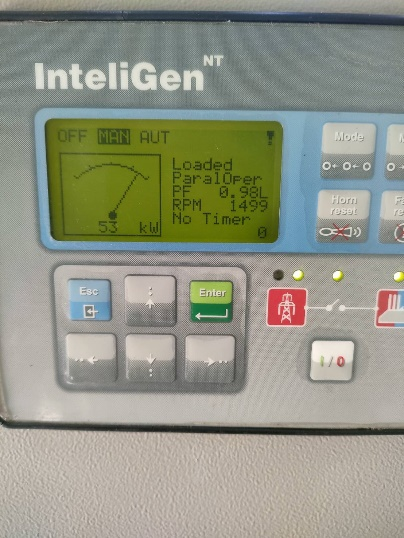 InteliGen NT
OFF MAN AUT
Loaded
ParalOper
PF 0.98L
RPM 1499
No Timer
0
53 kW
Mode
Horn
reset
Esc
Enter
I/0